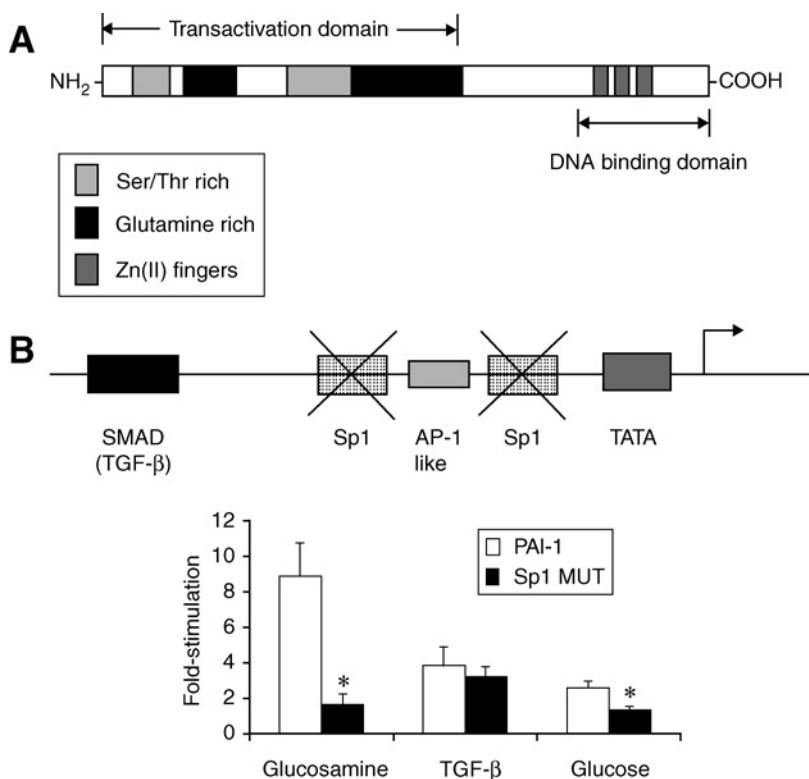 A
Transactivation domain
NH2 COOH
DNA binding domain
Ser/Thr rich
Glutamine rich
Zn(II) fingers
B
SMAD
(TGF-β)
Sp1
AP-1
like
Sp1
TATA
12
10
8
6
4
2
0
Fold-stimulation
PAI-1
Sp1 MUT
*
*
Glucosamine TGF-β Glucose